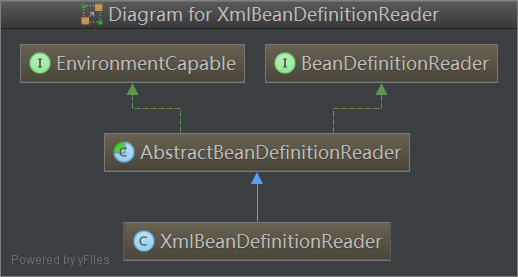 Diagram for XmlBeanDefinitionReader
I EnvironmentCapable
I BeanDefinitionReader
C AbstractBeanDefinitionReader
C XmlBeanDefinitionReader
Powered by yFiles